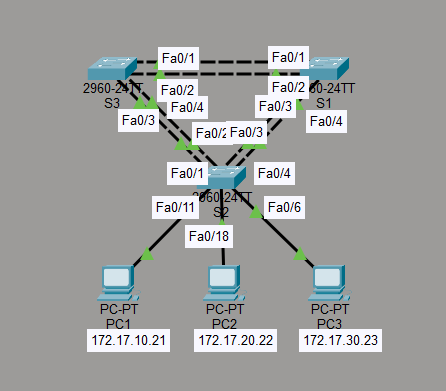 Fa0/1
Fa0/1
2960-24TT
S3
Fa0/2
Fa0/2
60-24TT
S1
Fa0/4
Fa0/3
Fa0/3
Fa0/4
Fa0/2
Fa0/3
Fa0/1
Fa0/4
2960-24TT
S2
Fa0/11
Fa0/6
Fa0/18
PC-PT
PC1
PC-PT
PC2
PC-PT
PC3
172.17.10.21
172.17.20.22
172.17.30.23